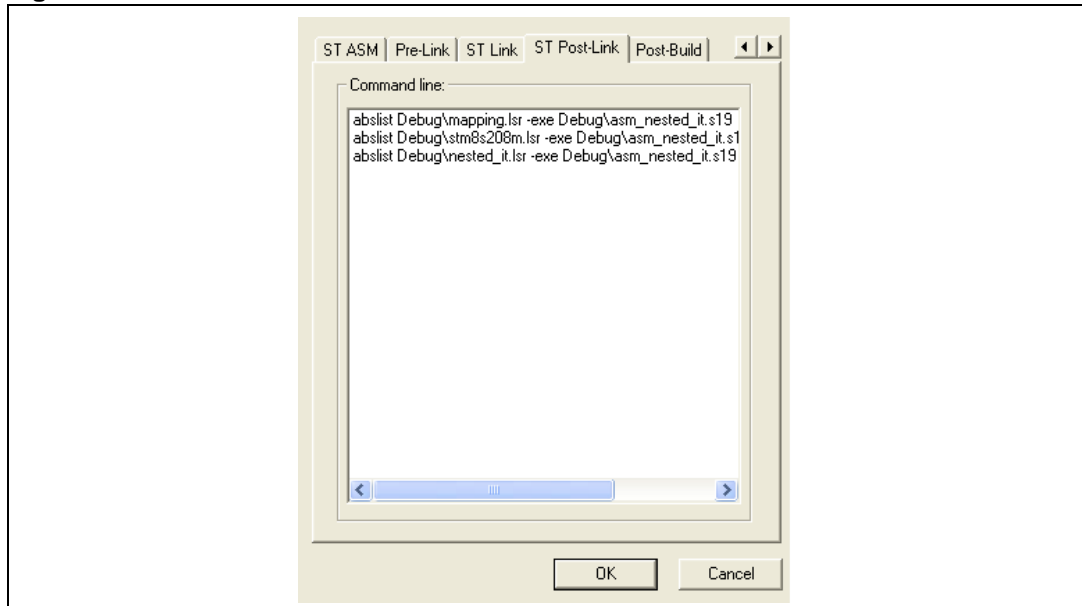 ST ASM Pre-Link ST Link ST Post-Link Post-Build
Command line:
abslist Debug\mapping.lsr -exe Debug\asm_nested_it.s19
abslist Debug\stm8s208m.lsr -exe Debug\asm_nested_it.s1
abslist Debug\nested_it.lsr -exe Debug\asm_nested_it.s19
OK Cancel